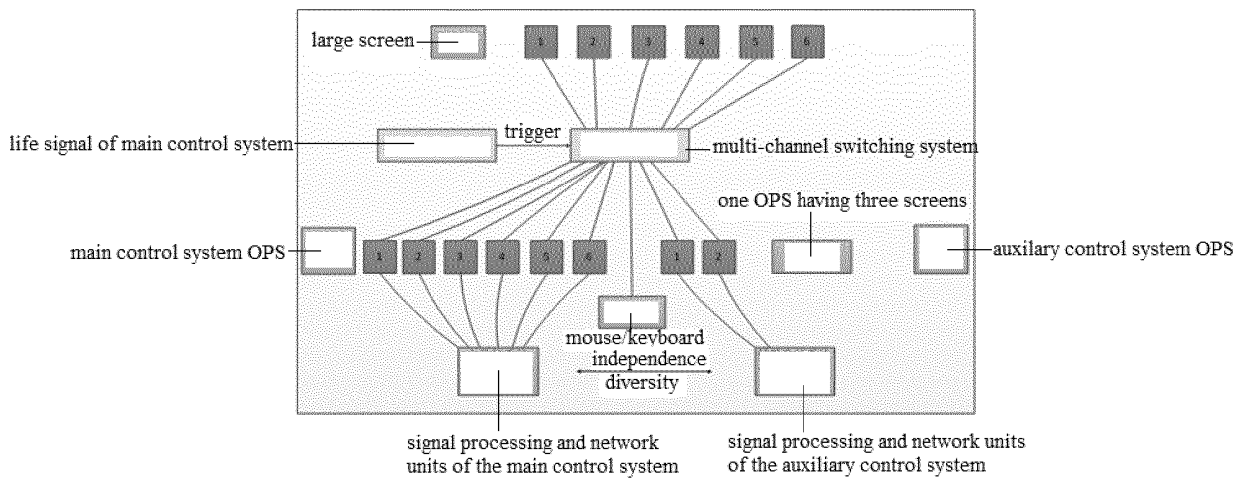 large screen
1 2 3 4 5 6
life signal of main control system
trigger
multi-channel switching system
one OPS having three screens
main control system OPS
1 2 3 4 5 6
1 2
auxilary control system OPS
mouse/keyboard
independence
diversity
signal processing and network
units of the main control system
signal processing and network units
of the auxiliary control system